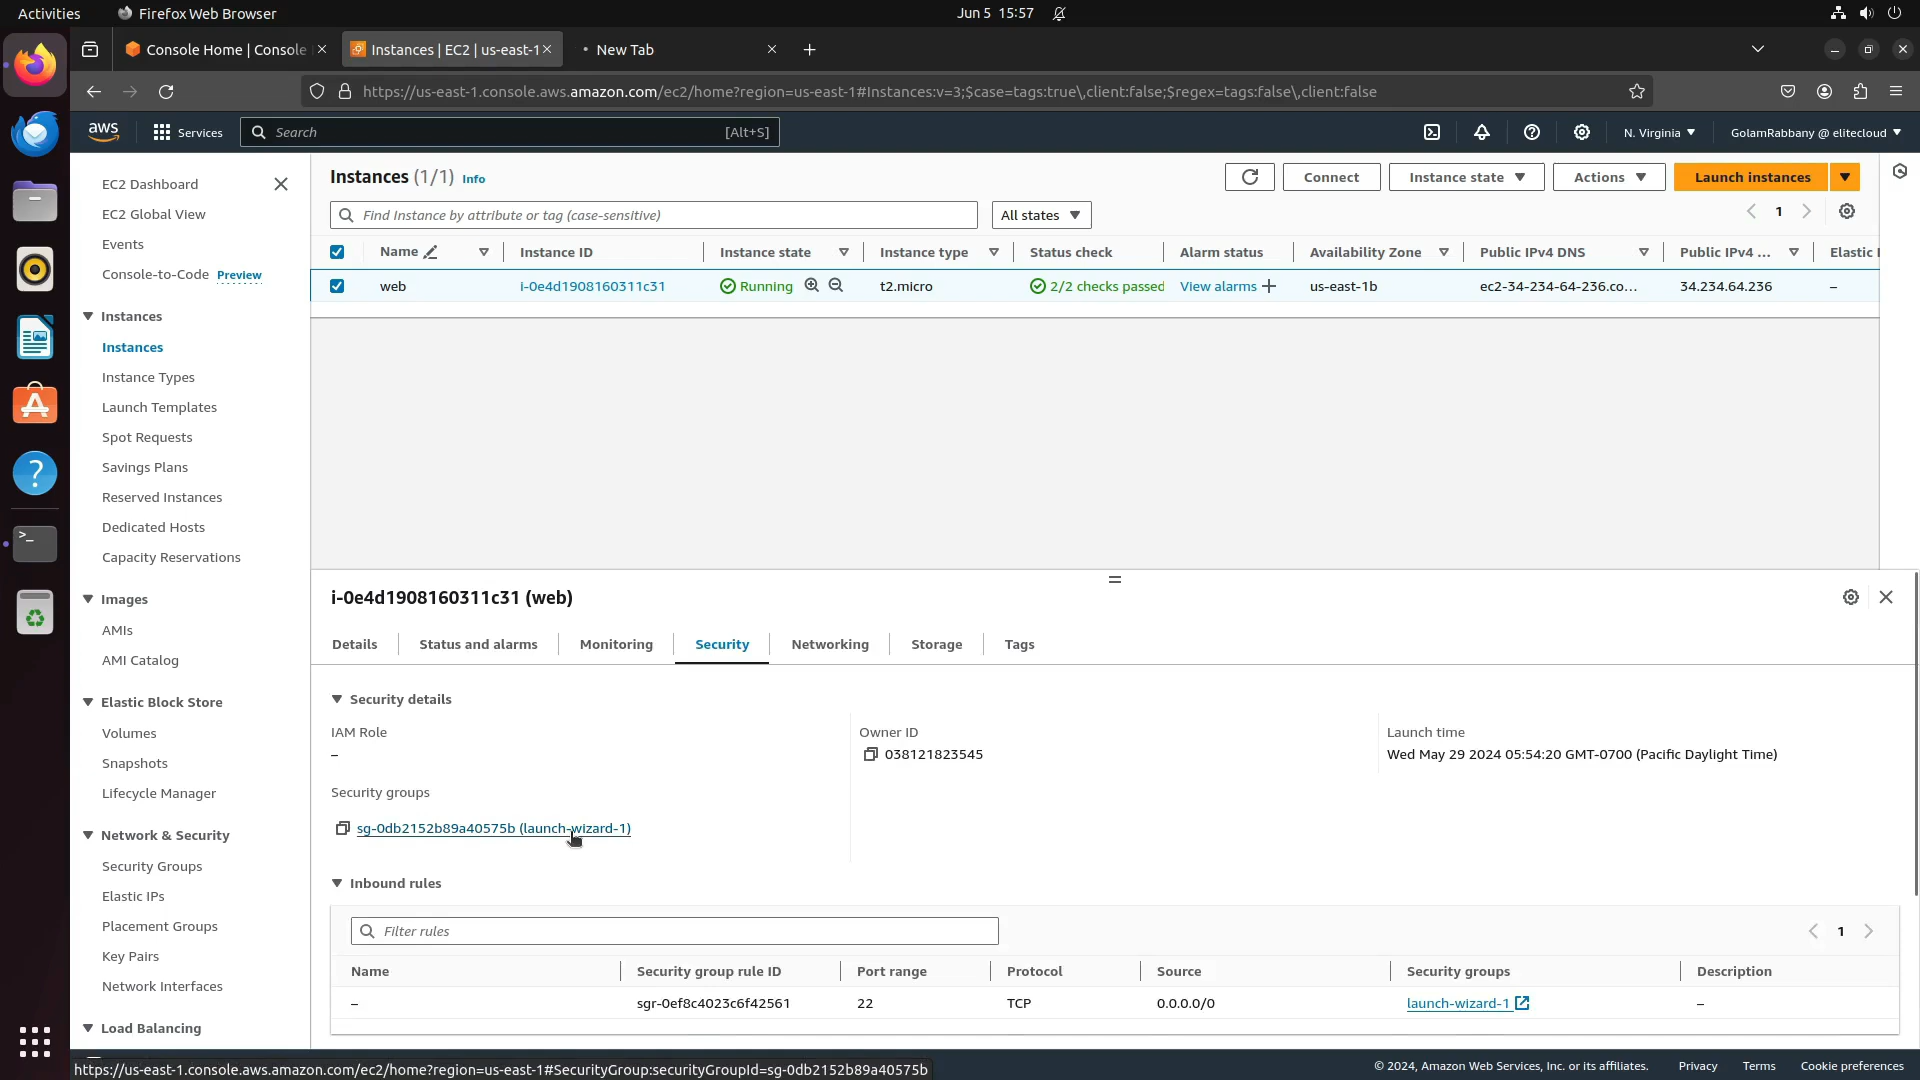 Activities
Firefox Web Browser
Jun 5 15:57
Console Home | Console
Instances | EC2 | us-east-1
New Tab
https://us-east-1.console.aws.amazon.com/ec2/home?region=us-east-1#Instances:v=3;$case=tags:true\,client:false;$regex=tags:false\,client:false
aws
Services
Search
[Alt+S]
N. Virginia
GolamRabbany @ elitecloud
EC2 Dashboard
EC2 Global View
Events
Console-to-Code Preview
Instances
Instances
Instance Types
Launch Templates
Spot Requests
Savings Plans
Reserved Instances
Dedicated Hosts
Capacity Reservations
Images
AMIs
AMI Catalog
Elastic Block Store
Volumes
Snapshots
Lifecycle Manager
Network & Security
Security Groups
Elastic IPs
Placement Groups
Key Pairs
Network Interfaces
Load Balancing
Instances (1/1) Info
Connect
Instance state
Actions
Launch instances
Find Instance by attribute or tag (case-sensitive)
All states
1
Name Instance ID Instance state Instance type Status check Alarm status Availability Zone Public IPv4 DNS Public IPv4 ... Elastic I
web i-0e4d1908160311c31 Running t2.micro 2/2 checks passed View alarms + us-east-1b ec2-34-234-64-236.co... 34.234.64.236 –
i-0e4d1908160311c31 (web)
Details Status and alarms Monitoring Security Networking Storage Tags
Security details
IAM Role
–
Owner ID
038121823545
Launch time
Wed May 29 2024 05:54:20 GMT-0700 (Pacific Daylight Time)
Security groups
sg-0db2152b89a40575b (launch-wizard-1)
Inbound rules
Filter rules
1
Name Security group rule ID Port range Protocol Source Security groups Description
– sgr-0ef8c4023c6f42561 22 TCP 0.0.0.0/0 launch-wizard-1 –
https://us-east-1.console.aws.amazon.com/ec2/home?region=us-east-1#SecurityGroup:securityGroupId=sg-0db2152b89a40575b
© 2024, Amazon Web Services, Inc. or its affiliates.
Privacy
Terms
Cookie preferences